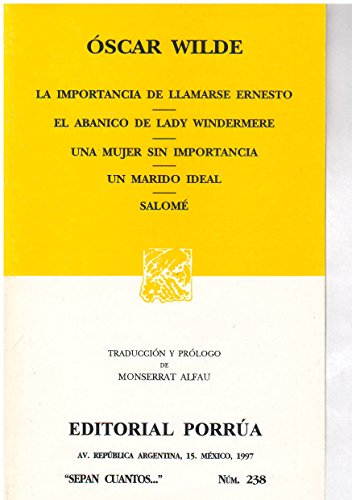 ÓSCAR WILDE
LA IMPORTANCIA DE LLAMARSE ERNESTO
EL ABANICO DE LADY WINDERMERE
UNA MUJER SIN IMPORTANCIA
UN MARIDO IDEAL
SALOMÉ
TRADUCCIÓN Y PRÓLOGO
DE
MONSERRAT ALFAU
EDITORIAL PORRÚA
AV. REPÚBLICA ARGENTINA, 15. MÉXICO, 1997
"SEPAN CUANTOS..." NÚM. 238